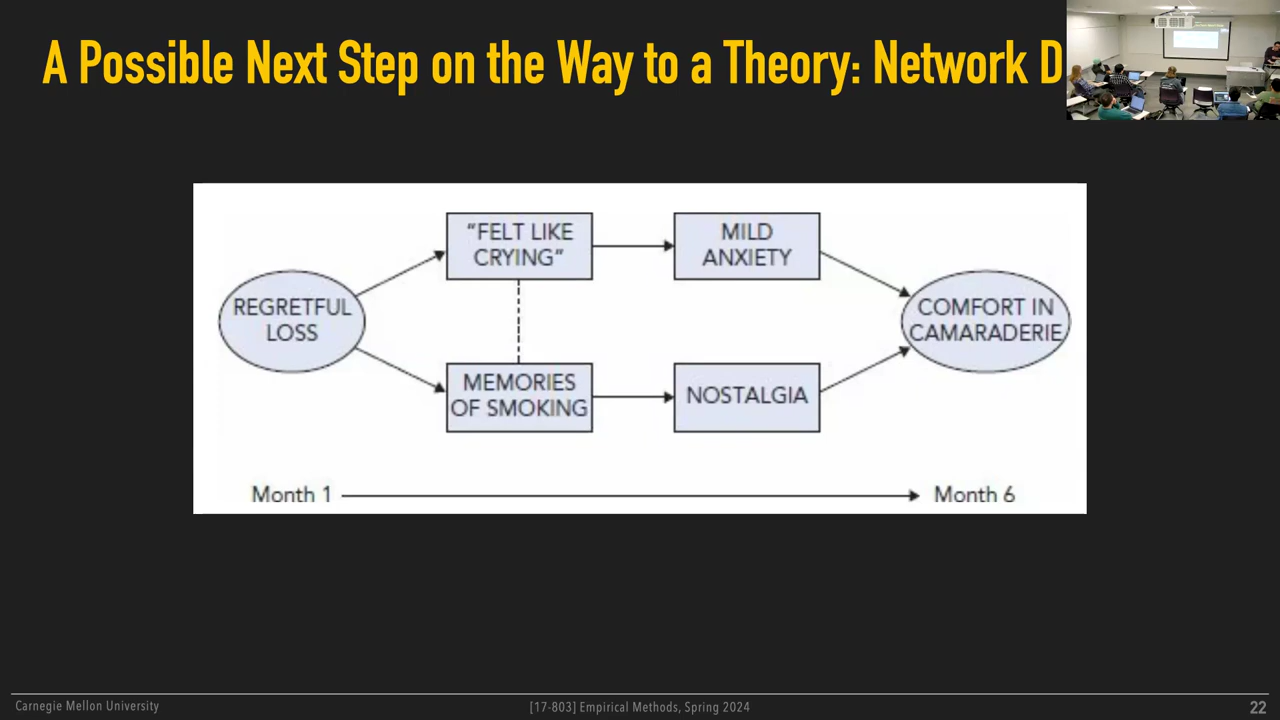 A Possible Next Step on the Way to a Theory: Network D
"FELT LIKE
CRYING"
MILD
ANXIETY
REGRETFUL
LOSS
COMFORT IN
CAMARADERIE
MEMORIES
OF SMOKING
NOSTALGIA
Month 1
Month 6
Carnegie Mellon University
[17-803] Empirical Methods, Spring 2024
22